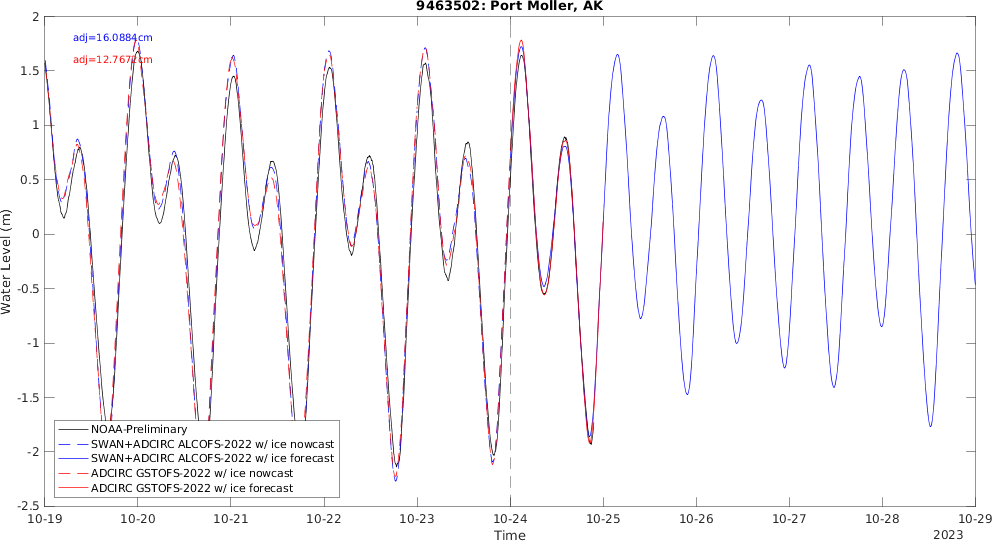 9463502: Port Moller, AK
adj=16.0884cm
adj=12.7672cm
Water Level (m)
2
1.5
1
0.5
0
-0.5
-1
-1.5
-2
-2.5
NOAA-Preliminary
SWAN+ADCIRC ALCOFS-2022 w/ ice nowcast
SWAN+ADCIRC ALCOFS-2022 w/ ice forecast
ADCIRC GSTOFS-2022 w/ ice nowcast
ADCIRC GSTOFS-2022 w/ ice forecast
10-19 10-20 10-21 10-22 10-23 10-24 10-25 10-26 10-27 10-28 10-29
Time
2023